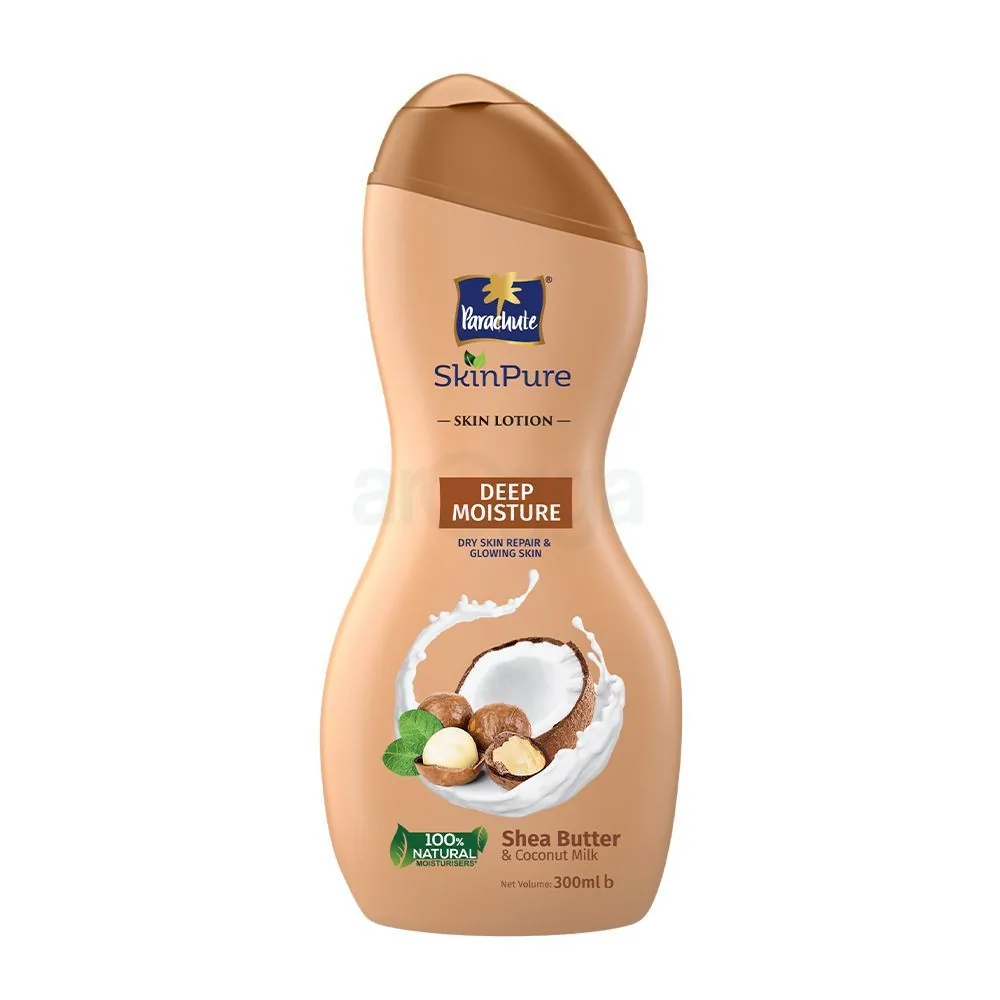 Parachute
®
SkinPure
— SKIN LOTION —
arogga
DEEP
MOISTURE
DRY SKIN REPAIR &
GLOWING SKIN
100%
NATURAL
MOISTURISERS*
Shea Butter
& Coconut Milk
Net Volume: 300ml b